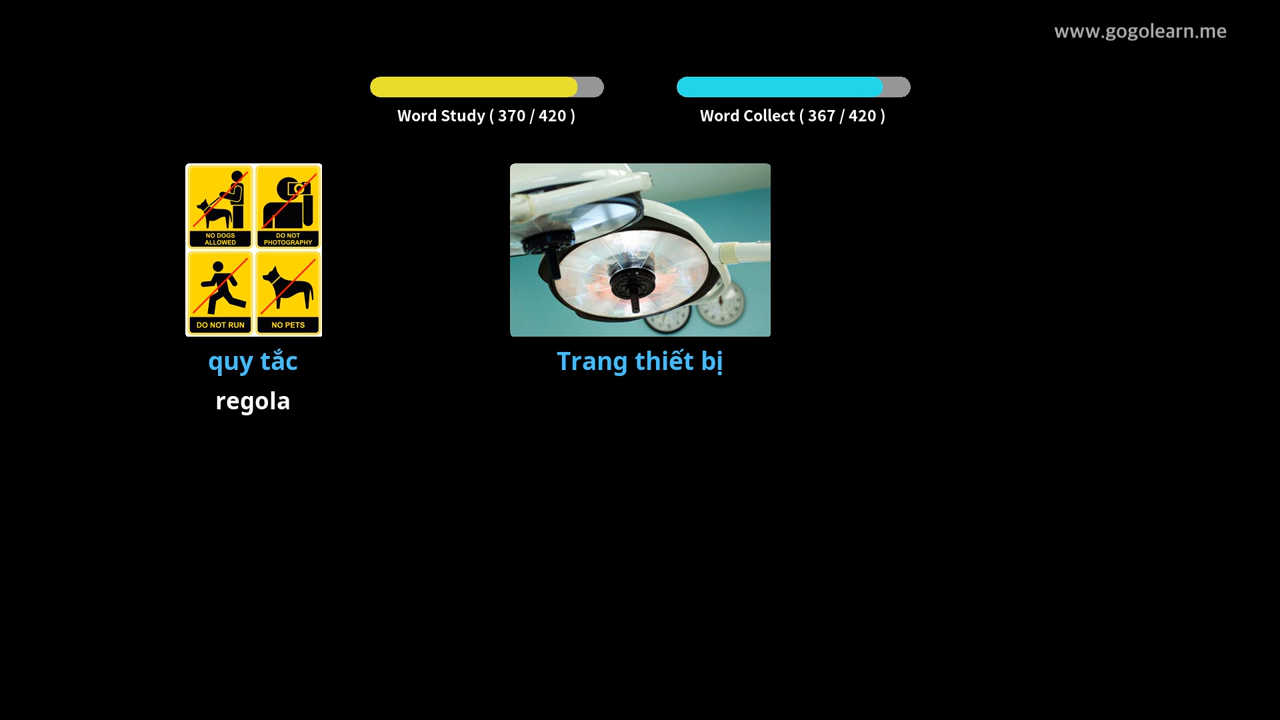 www.gogolearn.me
Word Study ( 370 / 420 )
Word Collect ( 367 / 420 )
NO DOGS
ALLOWED
DO NOT
PHOTOGRAPHY
DO NOT RUN
NO PETS
quy tắc
Trang thiết bị
regola